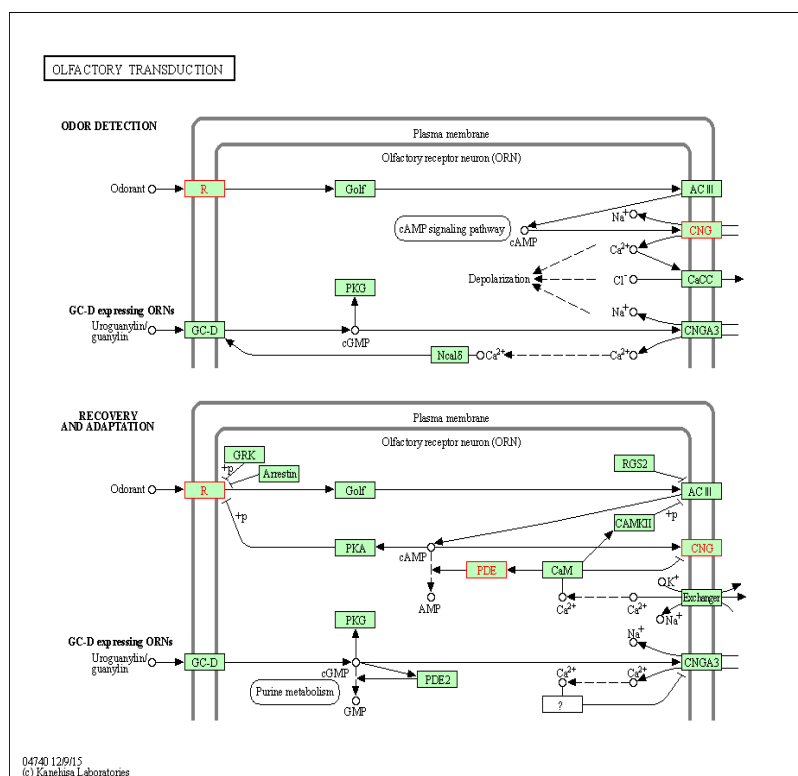 OLFACTORY TRANSDUCTION
ODOR DETECTION
Plasma membrane
Olfactory receptor neuron (ORN)
Odorant
R
Golf
AC III
Na+
cAMP signaling pathway
cAMP
CNG
Ca2+
Depolarization
Cl-
CaCC
PKG
GC-D expressing ORNs
Uroguanylin/
guanylin
GC-D
cGMP
Na+
CNGA3
Ncalδ
Ca2+
Ca2+
RECOVERY
AND ADAPTATION
Plasma membrane
Olfactory receptor neuron (ORN)
GRK
+p
Arrestin
RGS2
Odorant
R
Golf
AC III
+p
CAMKII
+p
PKA
cAMP
CNG
PDE
CaM
K+
AMP
Ca2+
Ca2+
Exchanger
Na+
PKG
GC-D expressing ORNs
Na+
Uroguanylin/
guanylin
GC-D
cGMP
CNGA3
Ca2+
Ca2+
PDE2
Purine metabolism
GMP
?
04740 12/9/15
(c) Kanehisa Laboratories